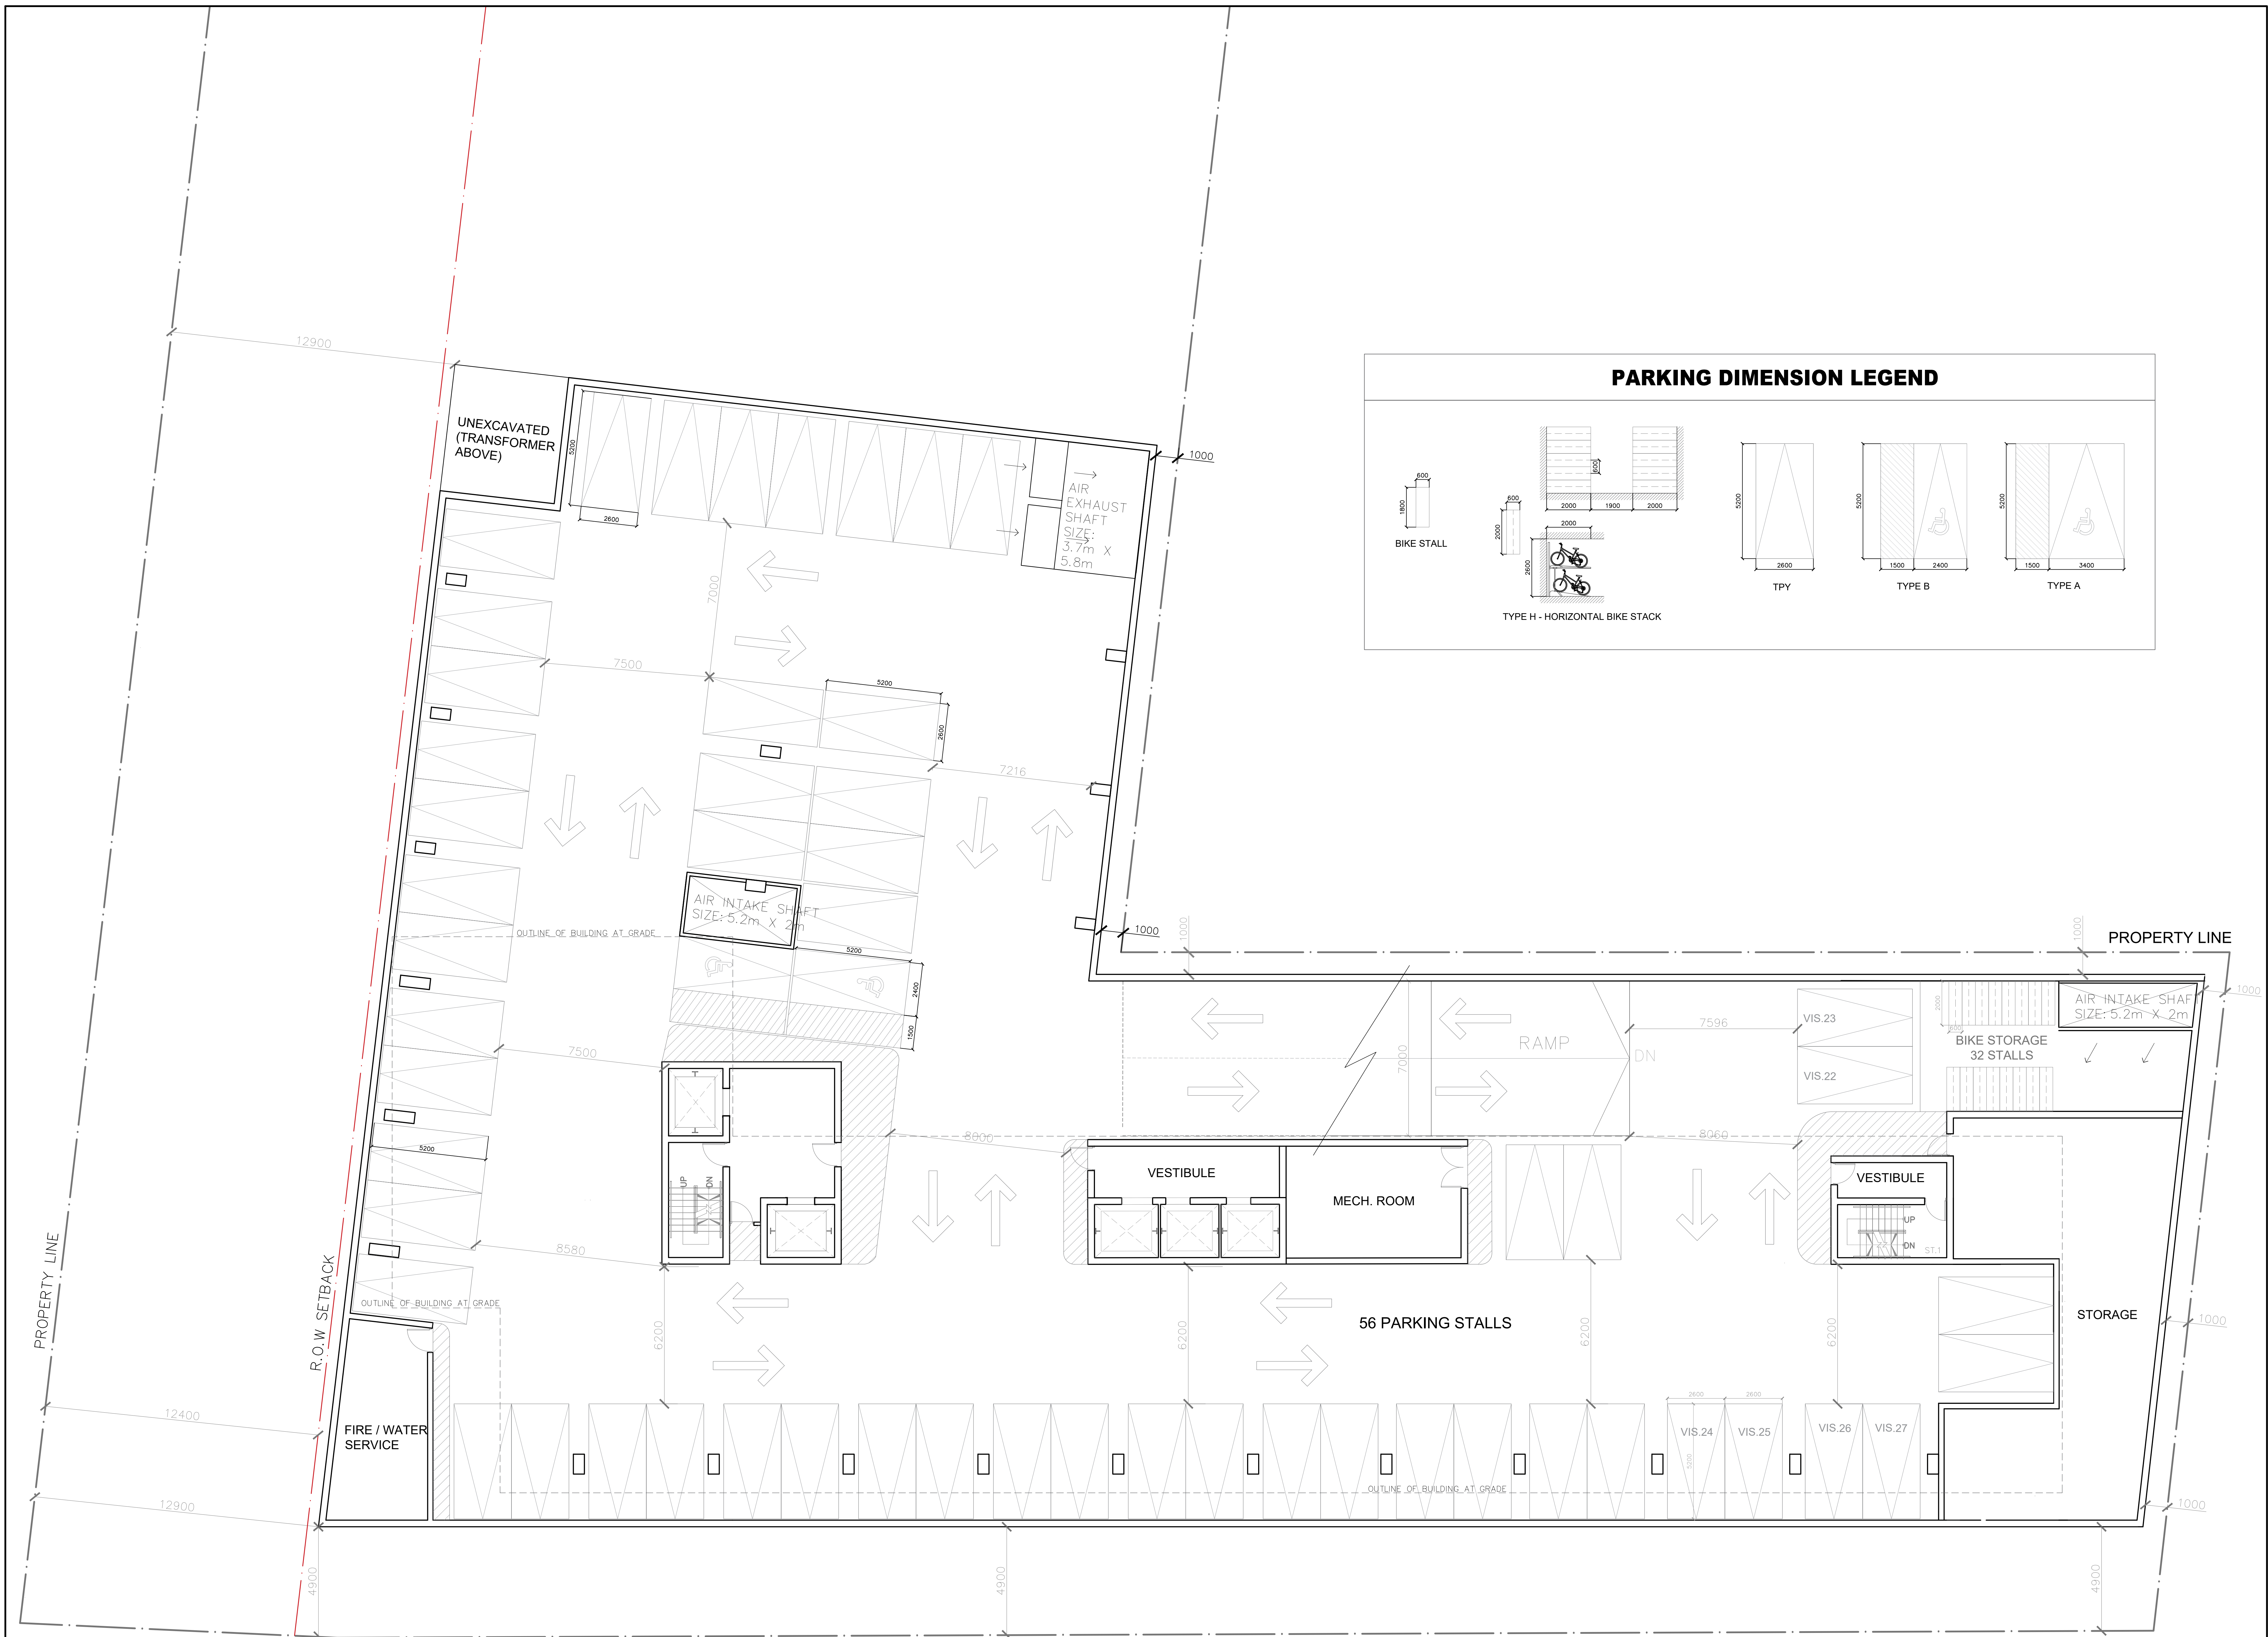 12900
UNEXCAVATED
(TRANSFORMER
ABOVE)
5200
2600
1000
AIR
EXHAUST
SHAFT
SIZE:
3.7m X
5.8m
7000
7500
5200
2600
7216
PARKING DIMENSION LEGEND
600
1800
BIKE STALL
600
2000
600
2000
1900
2000
2000
2600
TYPE H - HORIZONTAL BIKE STACK
5200
2600
TPY
5200
1500
2400
TYPE B
5200
1500
3400
TYPE A
AIR INTAKE SHAFT
SIZE: 5.2m X 2m
OUTLINE OF BUILDING AT GRADE
5200
2400
1500
1000
1000
1000
PROPERTY LINE
1000
7500
7000
RAMP
DN
7596
VIS.23
VIS.22
2000
600
BIKE STORAGE
32 STALLS
AIR INTAKE SHAFT
SIZE: 5.2m X 2m
8000
8060
5200
UP
DN
VESTIBULE
MECH. ROOM
VESTIBULE
UP
DN
ST.1
8580
OUTLINE OF BUILDING AT GRADE
PROPERTY LINE
R.O.W SETBACK
6200
6200
56 PARKING STALLS
6200
6200
STORAGE
1000
12400
FIRE / WATER
SERVICE
2600
2600
VIS.24
VIS.25
VIS.26
VIS.27
5200
OUTLINE OF BUILDING AT GRADE
12900
1000
4900
4900
4900